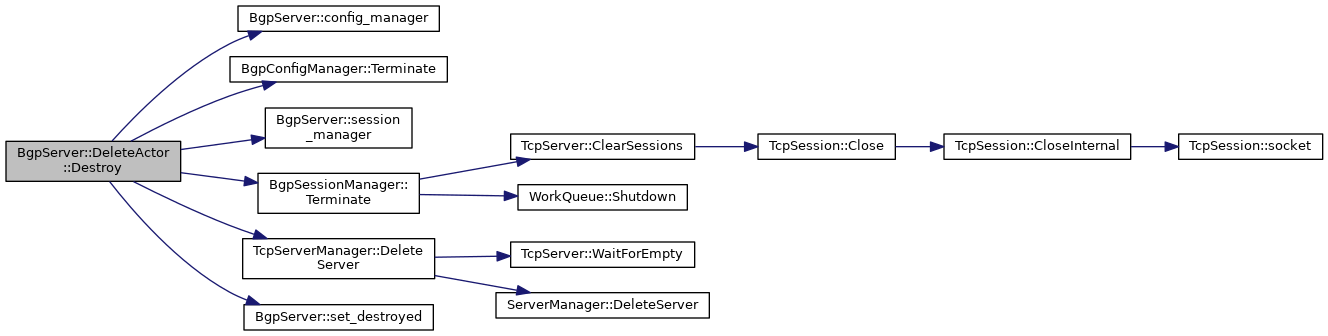 BgpServer::DeleteActor
::Destroy
BgpServer::config_manager
BgpConfigManager::Terminate
BgpServer::session
_manager
BgpSessionManager::
Terminate
TcpServer::ClearSessions
TcpSession::Close
TcpSession::CloseInternal
TcpSession::socket
WorkQueue::Shutdown
TcpServerManager::Delete
Server
TcpServer::WaitForEmpty
ServerManager::DeleteServer
BgpServer::set_destroyed